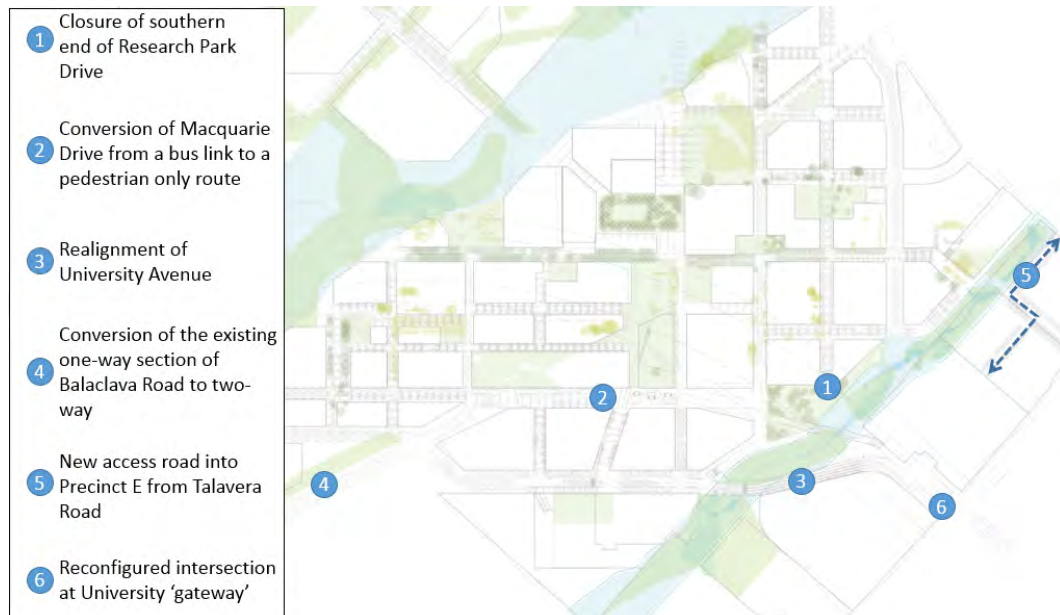 1 Closure of southern
end of Research Park
Drive
2 Conversion of Macquarie
Drive from a bus link to a
pedestrian only route
3 Realignment of
University Avenue
4 Conversion of the existing
one-way section of
Balaclava Road to two-
way
5 New access road into
Precinct E from Talavera
Road
6 Reconfigured intersection
at University ‘gateway’
5
1
2
3
4
6